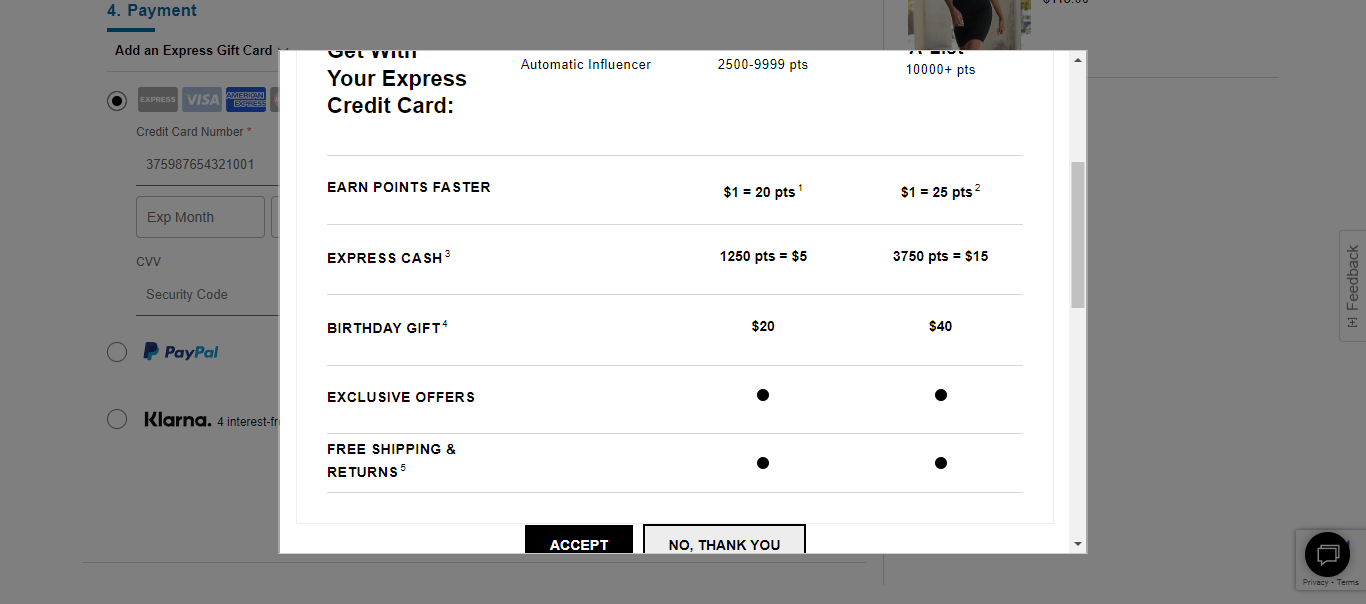 4. Payment
Add an Express Gift Card
EXPRESS VISA AMERICAN EXPRESS
Credit Card Number *
375987654321001
Exp Month
CVV
Security Code
PayPal
Klarna. 4 interest-fr
Get With
Your Express
Credit Card:
Automatic Influencer
2500-9999 pts
A-List
10000+ pts
EARN POINTS FASTER
$1 = 20 pts 1
$1 = 25 pts 2
EXPRESS CASH 3
1250 pts = $5
3750 pts = $15
BIRTHDAY GIFT 4
$20
$40
EXCLUSIVE OFFERS
FREE SHIPPING &
RETURNS 5
ACCEPT
NO, THANK YOU
[+] Feedback
Privacy - Terms